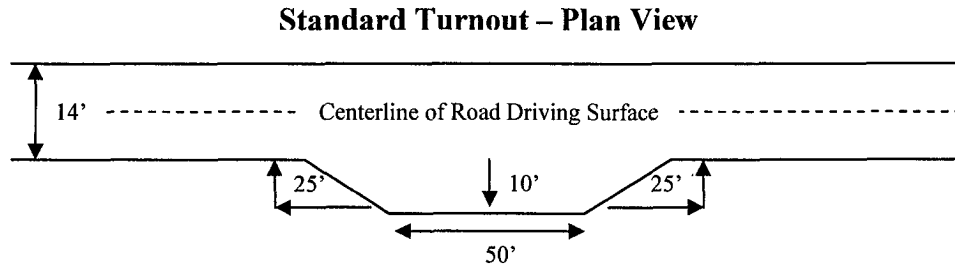 Standard Turnout – Plan View
14’
Centerline of Road Driving Surface
25’
10’
25’
50’